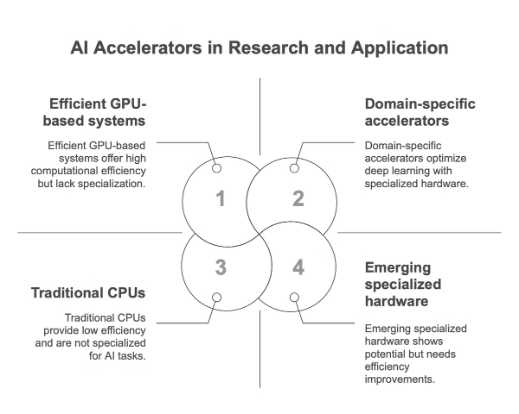 AI Accelerators in Research and Application
Efficient GPU-
based systems
Efficient GPU-based
systems offer high
computational efficiency
but lack specialization.
Domain-specific
accelerators
Domain-specific
accelerators optimize
deep learning with
specialized hardware.
1
2
3
4
Traditional CPUs
Traditional CPUs
provide low efficiency
and are not specialized
for AI tasks.
Emerging
specialized
hardware
Emerging specialized
hardware shows
potential but needs
efficiency
improvements.